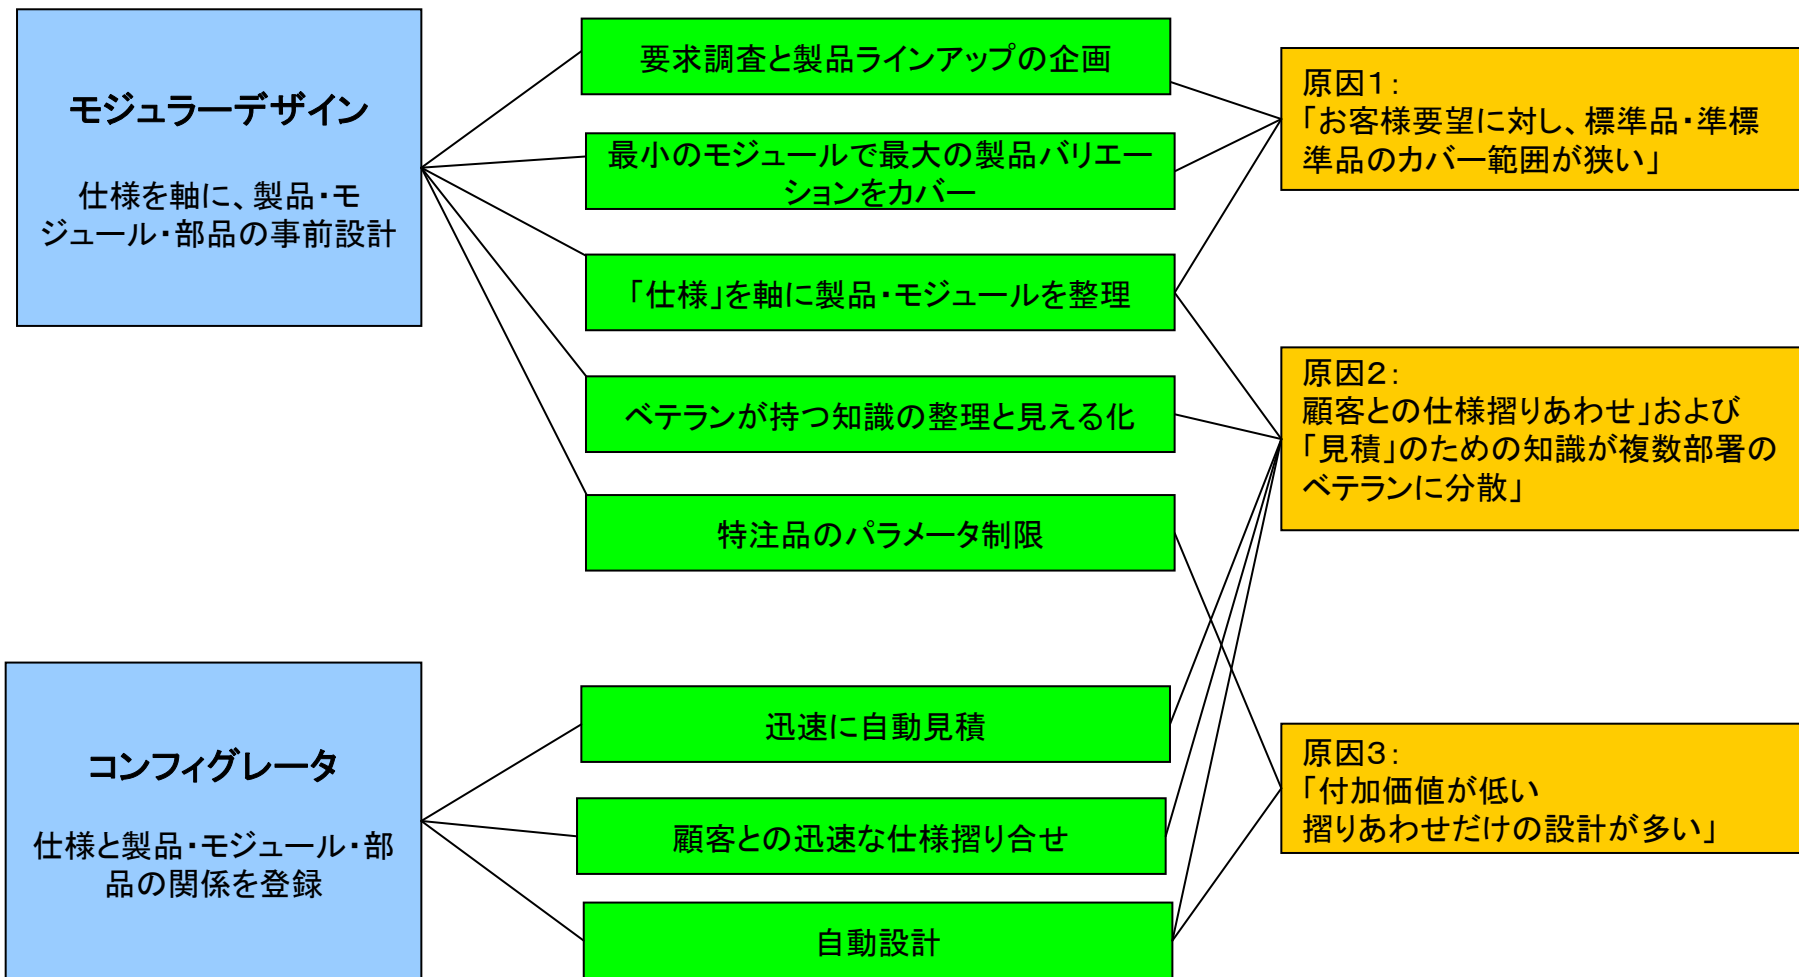 モジュラーデザイン
仕様を軸に、製品・モ
ジュール・部品の事前設計
コンフィグレータ
仕様と製品・モジュール・部
品の関係を登録
要求調査と製品ラインアップの企画
最小のモジュールで最大の製品バリエー
ションをカバー
「仕様」を軸に製品・モジュールを整理
ベテランが持つ知識の整理と見える化
特注品のパラメータ制限
迅速に自動見積
顧客との迅速な仕様摺り合せ
自動設計
原因1：
「お客様要望に対し、標準品・準標
準品のカバー範囲が狭い」
原因2：
顧客との仕様摺りあわせ」および
「見積」のための知識が複数部署の
ベテランに分散」
原因3：
「付加価値が低い
摺りあわせだけの設計が多い」